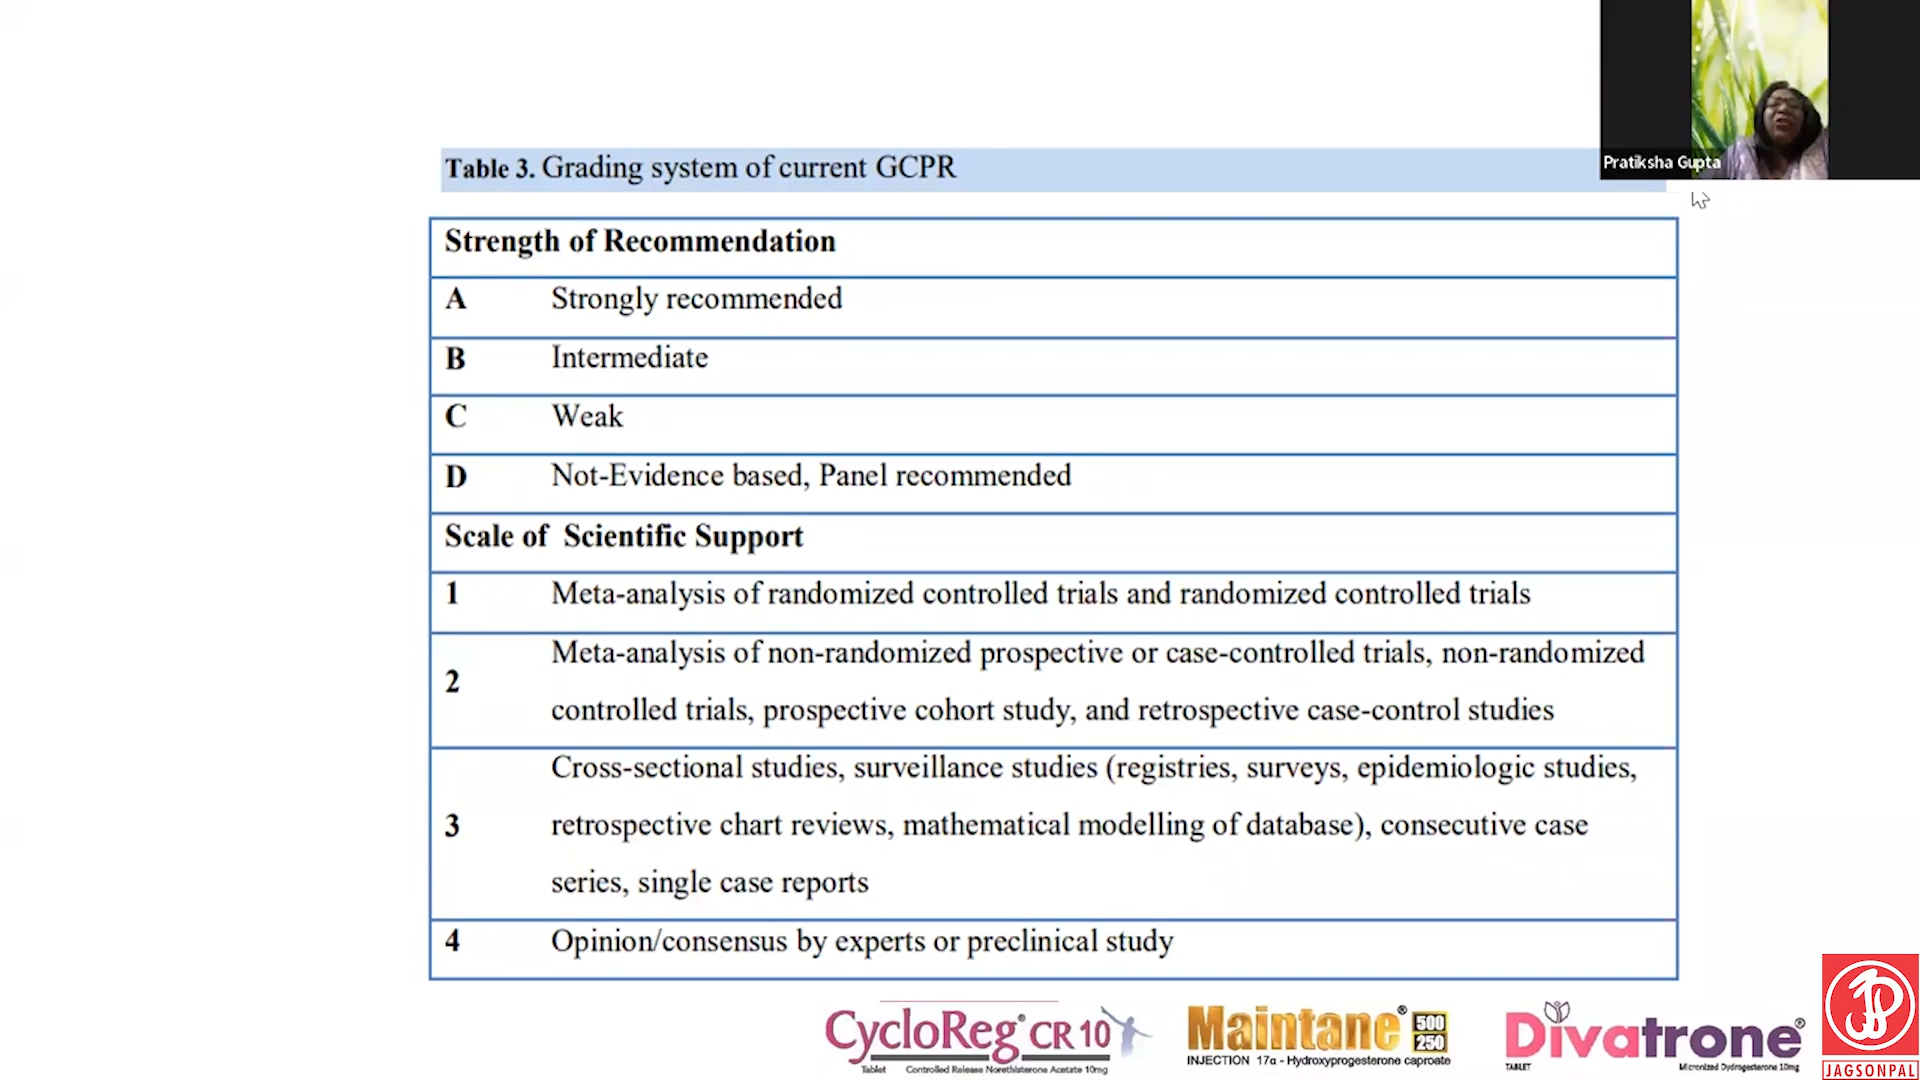 Pratiksha Gupta
Table 3. Grading system of current GCPR
Strength of Recommendation
A Strongly recommended
B Intermediate
C Weak
D Not-Evidence based, Panel recommended
Scale of Scientific Support
1 Meta-analysis of randomized controlled trials and randomized controlled trials
2 Meta-analysis of non-randomized prospective or case-controlled trials, non-randomized
controlled trials, prospective cohort study, and retrospective case-control studies
3 Cross-sectional studies, surveillance studies (registries, surveys, epidemiologic studies,
retrospective chart reviews, mathematical modelling of database), consecutive case
series, single case reports
4 Opinion/consensus by experts or preclinical study
CycloReg® CR 10
Tablet Controlled Release Norethisterone Acetate 10mg
Maintane® 500 250
INJECTION 17α - Hydroxyprogesterone caproate
Divatrone®
TABLET Micronized Dydrogesterone 10mg
JAGSONPAL